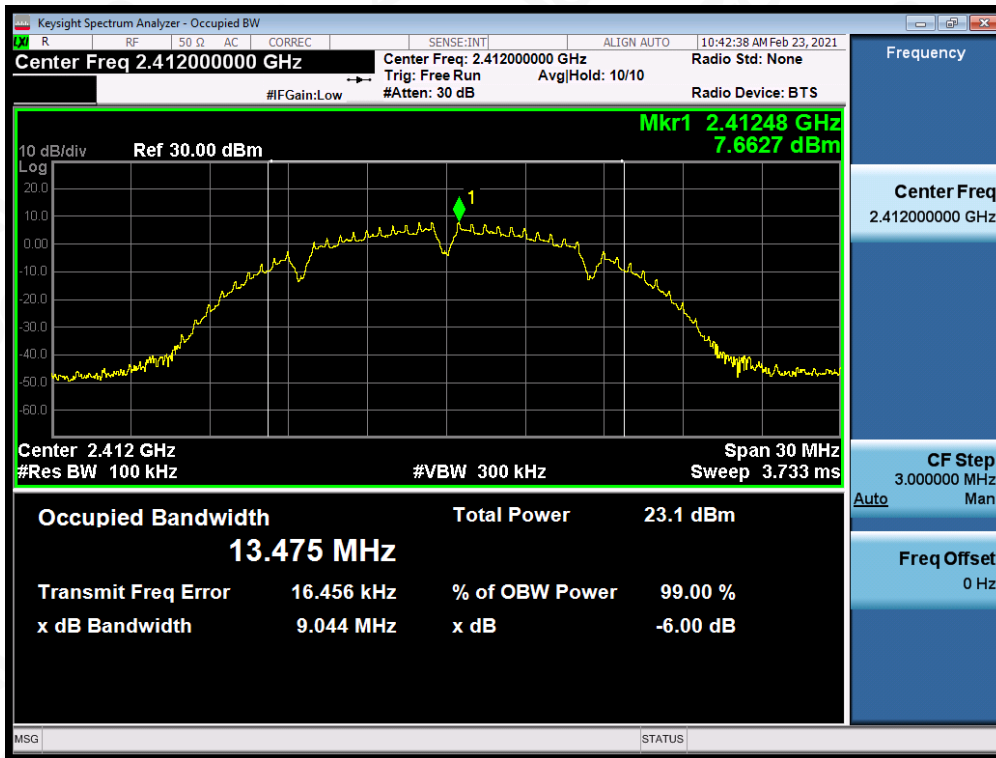 Keysight Spectrum Analyzer - Occupied BW
LXI R RF 50 Ω AC CORREC SENSE:INT ALIGN AUTO 10:42:38 AM Feb 23, 2021
Center Freq 2.412000000 GHz
Center Freq: 2.412000000 GHz Radio Std: None
Trig: Free Run Avg|Hold: 10/10
#IFGain:Low #Atten: 30 dB Radio Device: BTS
Mkr1 2.41248 GHz
7.6627 dBm
10 dB/div Ref 30.00 dBm
Log
20.0
10.0
0.00
-10.0
-20.0
-30.0
-40.0
-50.0
-60.0
1
Center 2.412 GHz Span 30 MHz
#Res BW 100 kHz #VBW 300 kHz Sweep 3.733 ms
Occupied Bandwidth Total Power 23.1 dBm
13.475 MHz
Transmit Freq Error 16.456 kHz % of OBW Power 99.00 %
x dB Bandwidth 9.044 MHz x dB -6.00 dB
MSG STATUS
Frequency
Center Freq
2.412000000 GHz
CF Step
3.000000 MHz
Auto Man
Freq Offset
0 Hz